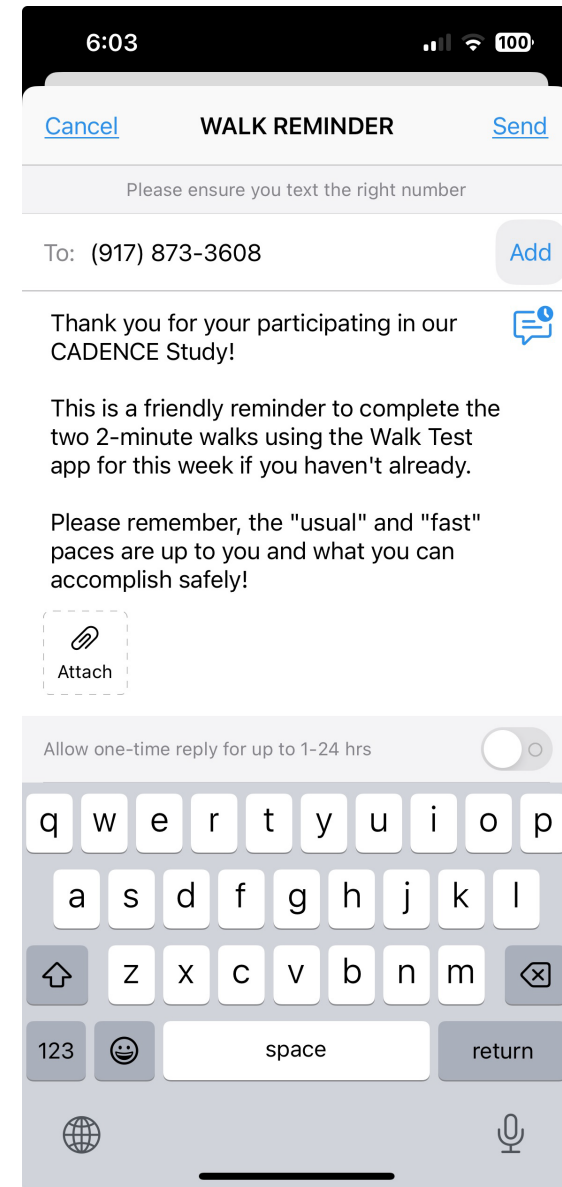 6:03 100
Cancel WALK REMINDER Send
Please ensure you text the right number
To: (917) 873-3608 Add
Thank you for your participating in our
CADENCE Study!
This is a friendly reminder to complete the
two 2-minute walks using the Walk Test
app for this week if you haven't already.
Please remember, the "usual" and "fast"
paces are up to you and what you can
accomplish safely!
Attach
Allow one-time reply for up to 1-24 hrs
q w e r t y u i o p
a s d f g h j k l
z x c v b n m
123 space return